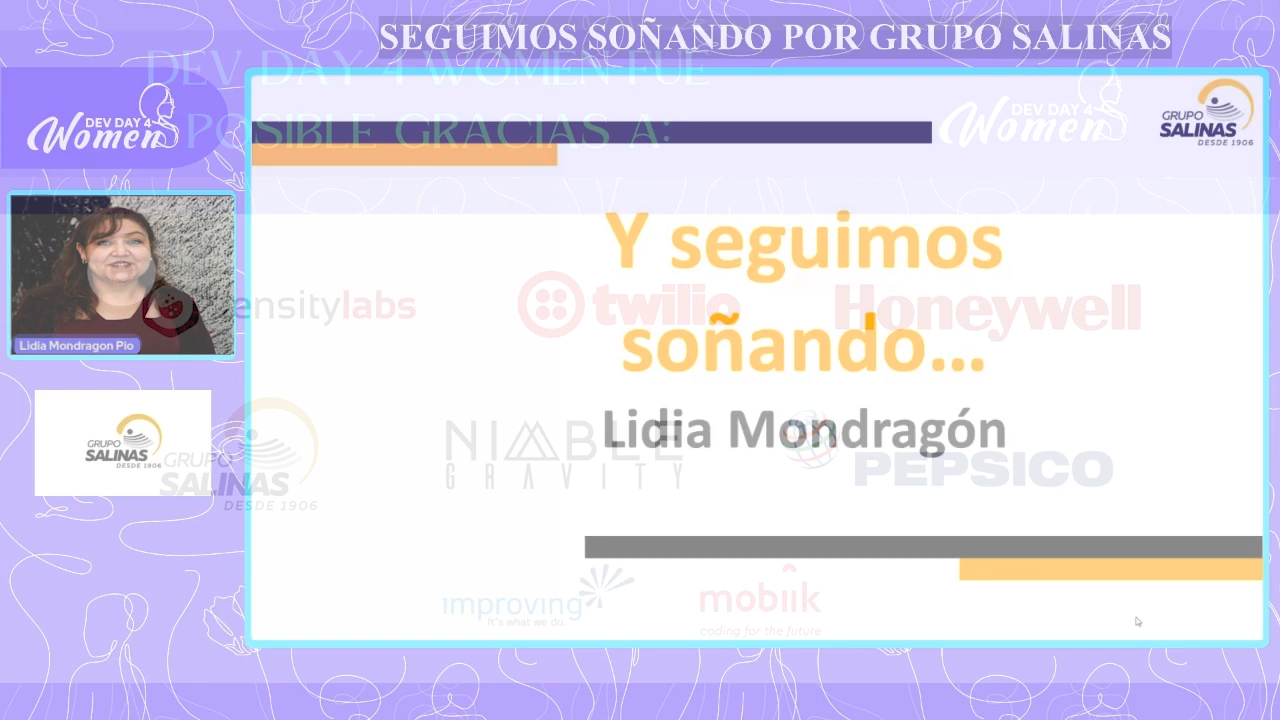 SEGUIMOS SOÑANDO POR GRUPO SALINAS
DEV DAY 4 WOMEN FUE
POSIBLE GRACIAS A:
DEV DAY 4
Women
DEV DAY 4
Women
GRUPO
SALINAS
DESDE 1906
Y seguimos
soñando...
Lidia Mondragón
Lidia Mondragon Pio
ensitylabs
twilio
Honeywell
GRUPO
SALINAS
DESDE 1906
GRUPO
SALINAS
DESDE 1906
NIMBLE
GRAVITY
PEPSICO
improving
It's what we do.
mobiik
coding for the future